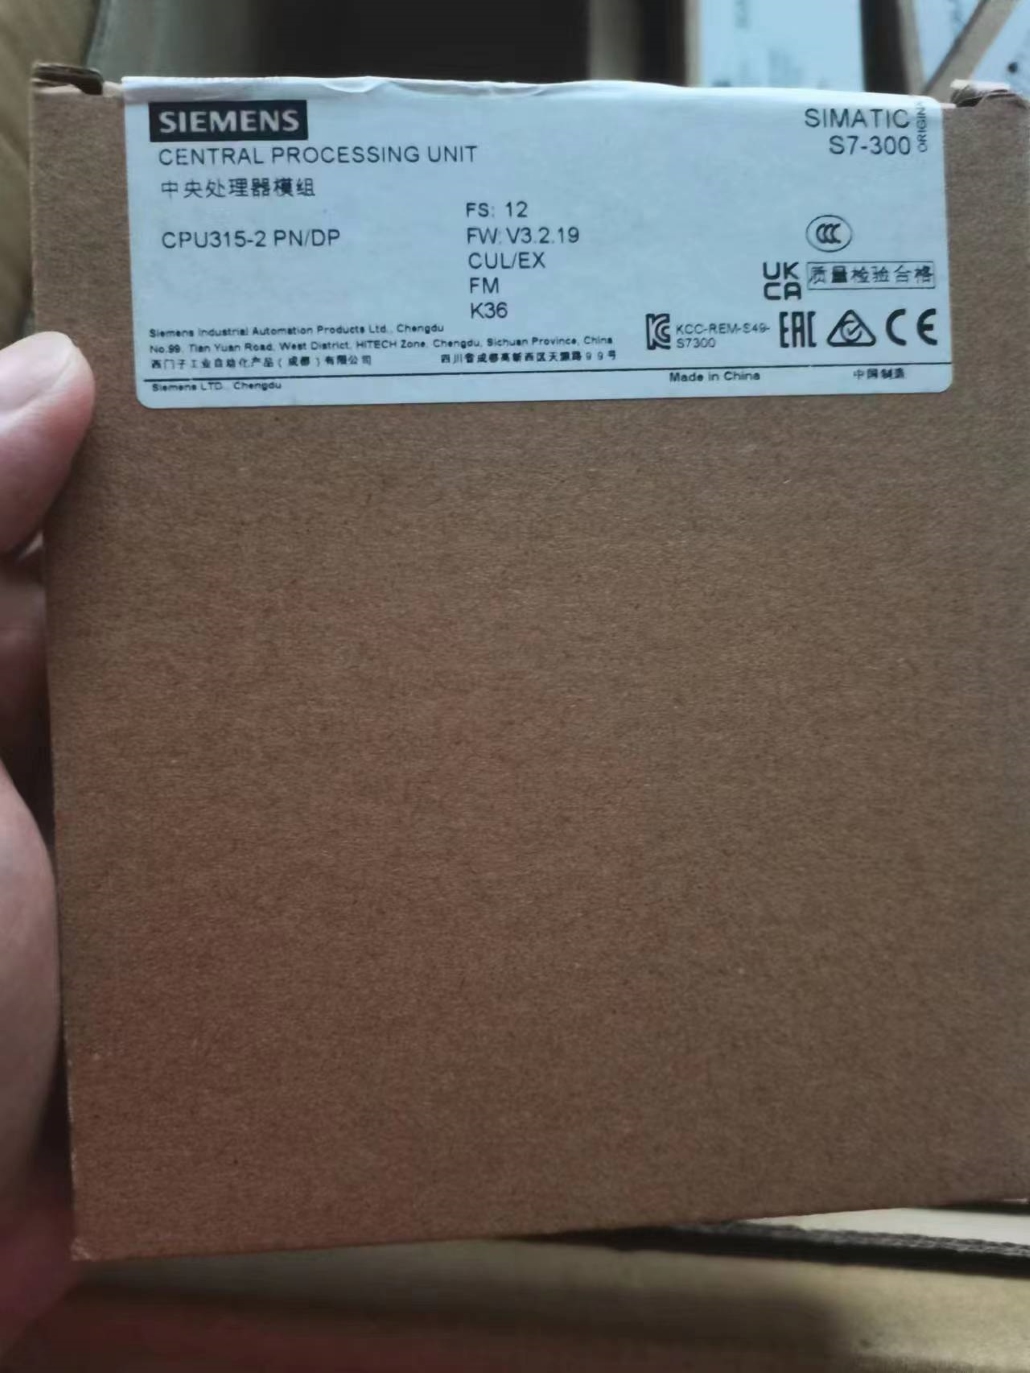 SIEMENS
SIMATIC
S7-300
ORIGINA
CENTRAL PROCESSING UNIT
中央处理器模组
CPU315-2 PN/DP
FS: 12
FW: V3.2.19
CUL/EX
FM
K36
CCC
UK
CA
质量检验合格
KCC-REM-S49-
S7300
EAC
CE
Siemens Industrial Automation Products Ltd., Chengdu
No.99, Tian Yuan Road, West District, HITECH Zone, Chengdu, Sichuan Province, China
西门子工业自动化产品(成都)有限公司 四川省成都高新西区天源路99号
Siemens LTD., Chengdu
Made in China 中国制造